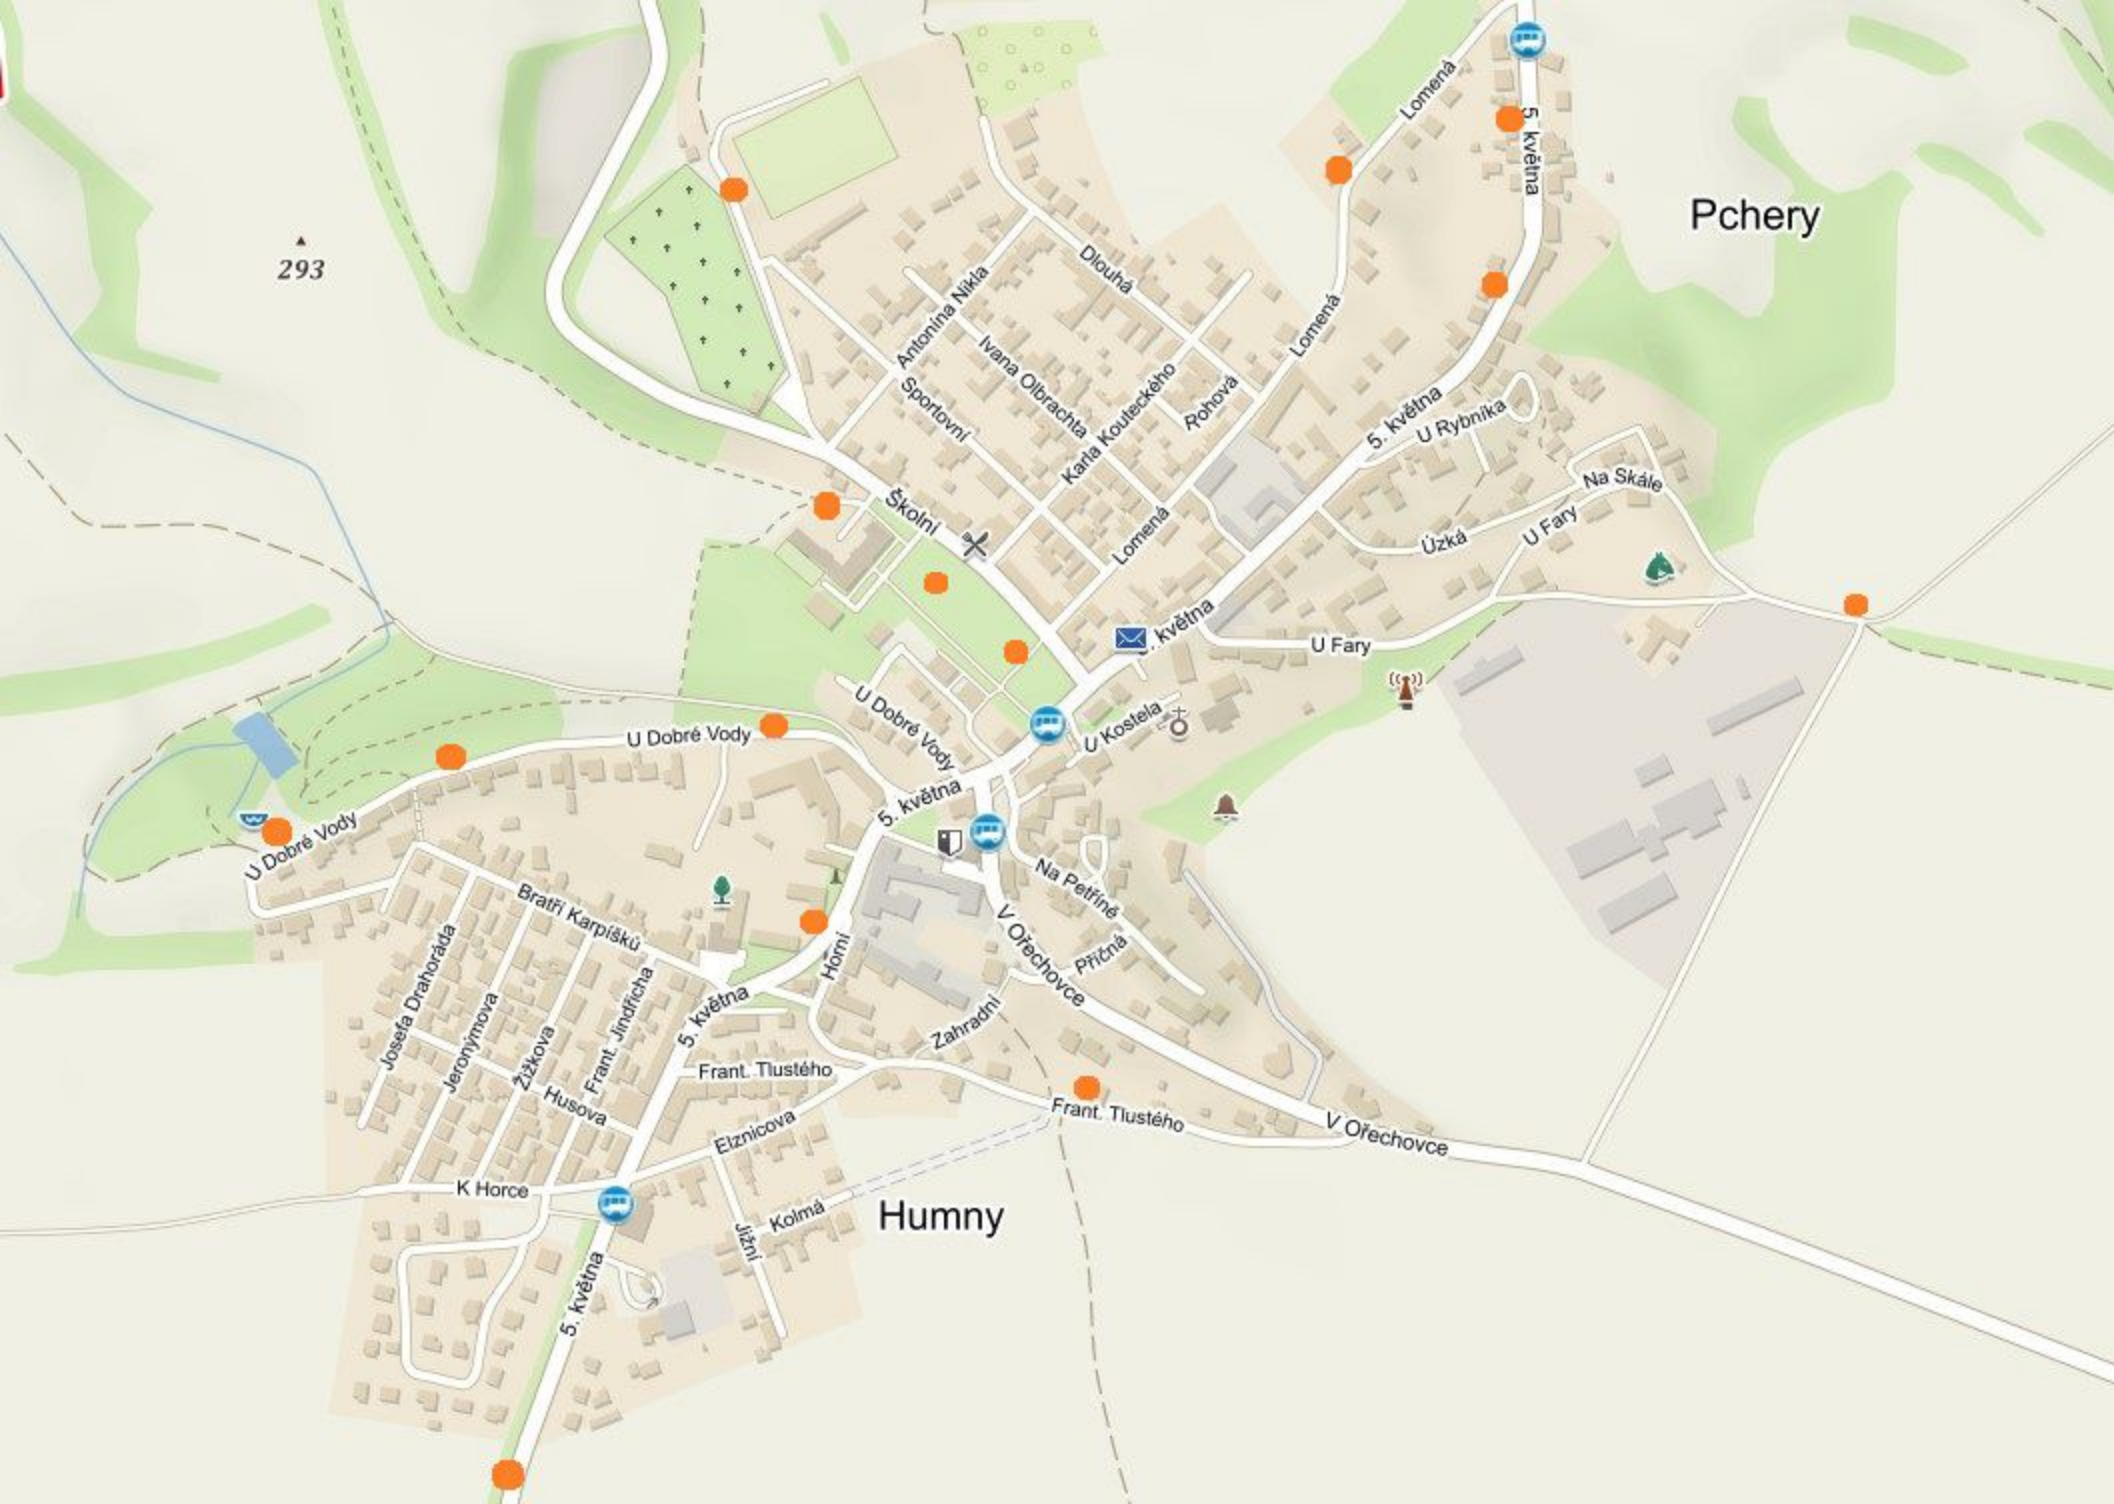 Lomená
5. května
Pchery
293
Dlouhá
Antonína Nikla
Ivana Olbrachta
Lomená
Sportovní
Karla Kouteckého
Rohová
5. května
U Rybníka
Na Skále
Školní
Lomená
U Fary
Úzká
května
U Fary
U Dobré Vody
U Kostela
U Dobré Vody
5. května
U Dobré Vody
Na Petříně
Bratří Karpíšků
V Ořechovce
Příčná
Horní
Josefa Drahoráda
Jeronýmova
Žižkova
Frant. Jindřicha
5. května
Zahradní
Frant. Tlustého
Husova
Frant. Tlustého
Elznicova
V Ořechovce
K Horce
Kolmá
Humny
Jižní
5. května